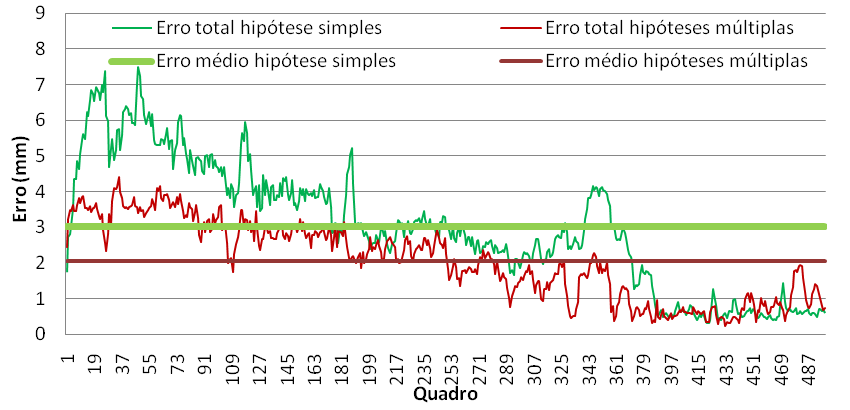 Erro total hipótese simples
Erro total hipóteses múltiplas
Erro médio hipótese simples
Erro médio hipóteses múltiplas
Erro (mm)
9
8
7
6
5
4
3
2
1
0
1 19 37 55 73 91 109 127 145 163 181 199 217 235 253 271 289 307 325 343 361 379 397 415 433 451 469 487
Quadro